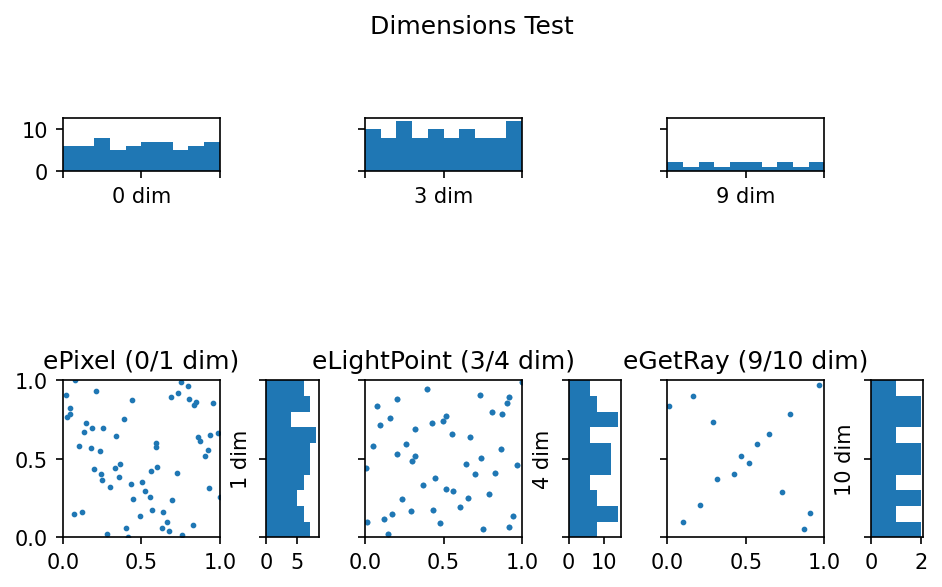 Dimensions Test
10
0
0 dim
3 dim
9 dim
ePixel (0/1 dim)
eLightPoint (3/4 dim)
eGetRay (9/10 dim)
1.0
0.5
0.0
1 dim
4 dim
10 dim
0.0 0.5 1.0
0 5
0.0 0.5 1.0
0 10
0.0 0.5 1.0
0 2